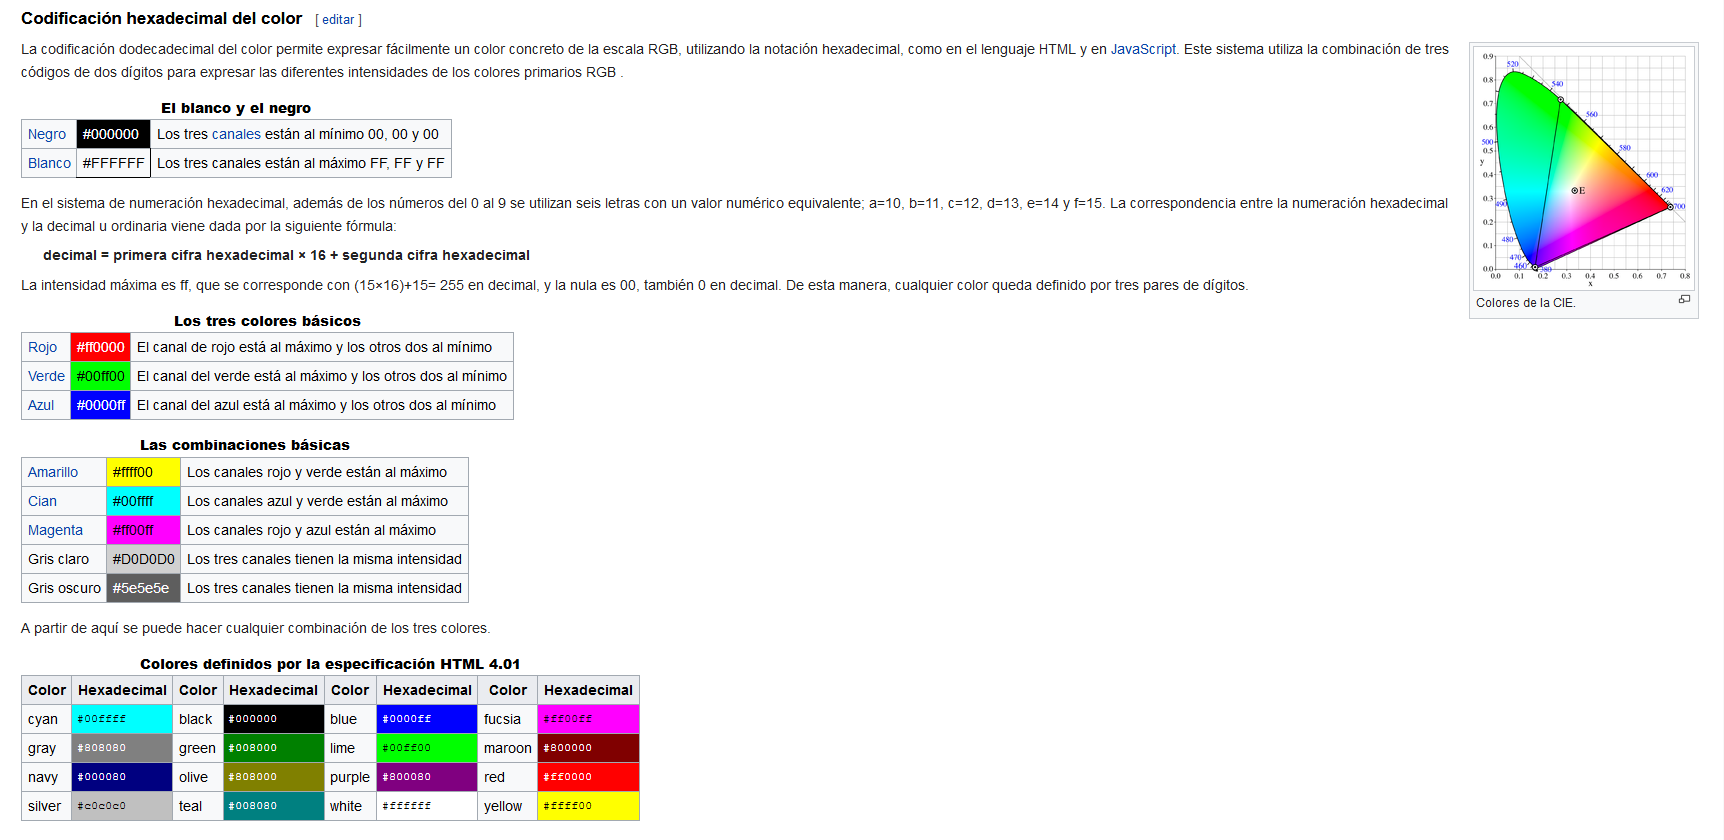 Codificación hexadecimal del color [ editar ]
La codificación dodecadecimal del color permite expresar fácilmente un color concreto de la escala RGB, utilizando la notación hexadecimal, como en el lenguaje HTML y en JavaScript. Este sistema utiliza la combinación de tres
códigos de dos dígitos para expresar las diferentes intensidades de los colores primarios RGB .
El blanco y el negro
Negro #000000 Los tres canales están al mínimo 00, 00 y 00
Blanco #FFFFFF Los tres canales están al máximo FF, FF y FF
En el sistema de numeración hexadecimal, además de los números del 0 al 9 se utilizan seis letras con un valor numérico equivalente; a=10, b=11, c=12, d=13, e=14 y f=15. La correspondencia entre la numeración hexadecimal
y la decimal u ordinaria viene dada por la siguiente fórmula:
decimal = primera cifra hexadecimal × 16 + segunda cifra hexadecimal
La intensidad máxima es ff, que se corresponde con (15×16)+15= 255 en decimal, y la nula es 00, también 0 en decimal. De esta manera, cualquier color queda definido por tres pares de dígitos.
Los tres colores básicos
Rojo #ff0000 El canal de rojo está al máximo y los otros dos al mínimo
Verde #00ff00 El canal del verde está al máximo y los otros dos al mínimo
Azul #0000ff El canal del azul está al máximo y los otros dos al mínimo
Las combinaciones básicas
Amarillo #ffff00 Los canales rojo y verde están al máximo
Cian #00ffff Los canales azul y verde están al máximo
Magenta #ff00ff Los canales rojo y azul están al máximo
Gris claro #D0D0D0 Los tres canales tienen la misma intensidad
Gris oscuro #5e5e5e Los tres canales tienen la misma intensidad
A partir de aquí se puede hacer cualquier combinación de los tres colores.
Colores definidos por la especificación HTML 4.01
Color Hexadecimal Color Hexadecimal Color Hexadecimal Color Hexadecimal
cyan #00ffff black #000000 blue #0000ff fucsia #ff00ff
gray #808080 green #008000 lime #00ff00 maroon #800000
navy #000080 olive #808000 purple #800080 red #ff0000
silver #c0c0c0 teal #008080 white #ffffff yellow #ffff00
0.9
520
0.8
540
0.7
560
0.6
500
580
0.5
y
0.4
600
620
E
0.3
490
700
0.2
480
0.1
470
460
380
0.0
0.0 0.1 0.2 0.3 0.4 0.5 0.6 0.7 0.8
x
Colores de la CIE.